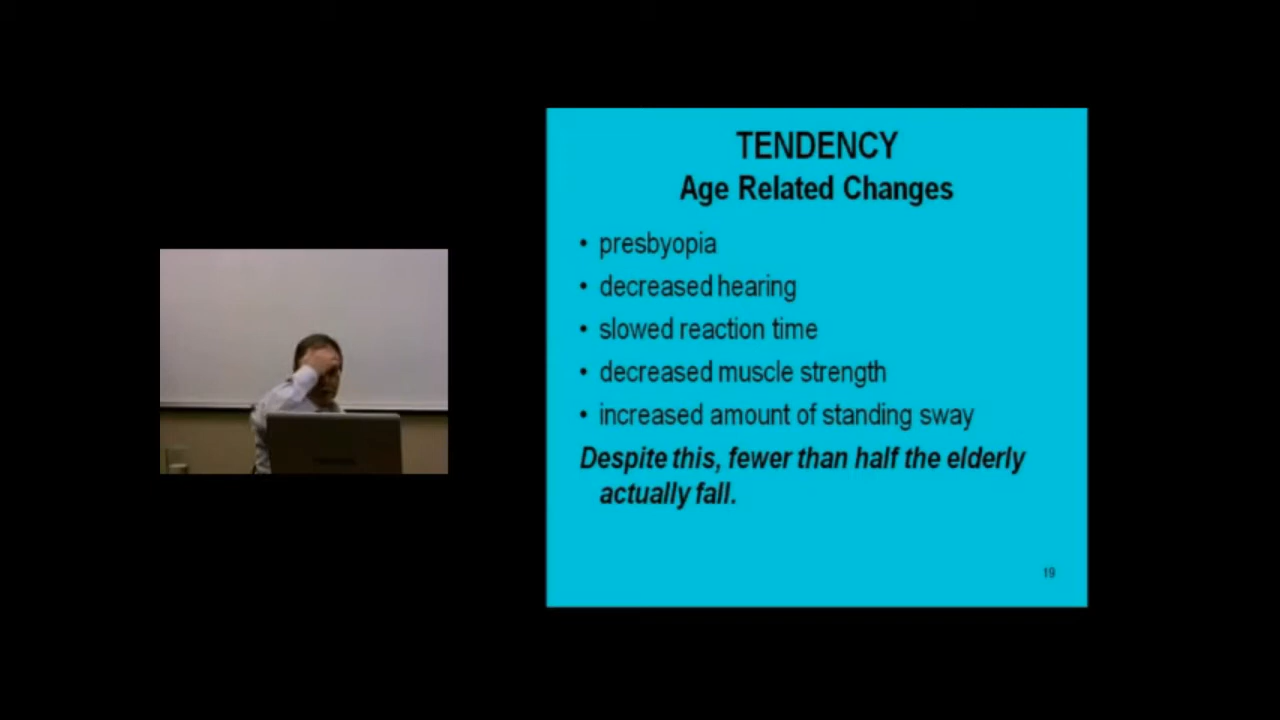 TENDENCY
Age Related Changes
• presbyopia
• decreased hearing
• slowed reaction time
• decreased muscle strength
• increased amount of standing sway
Despite this, fewer than half the elderly
actually fall.
19